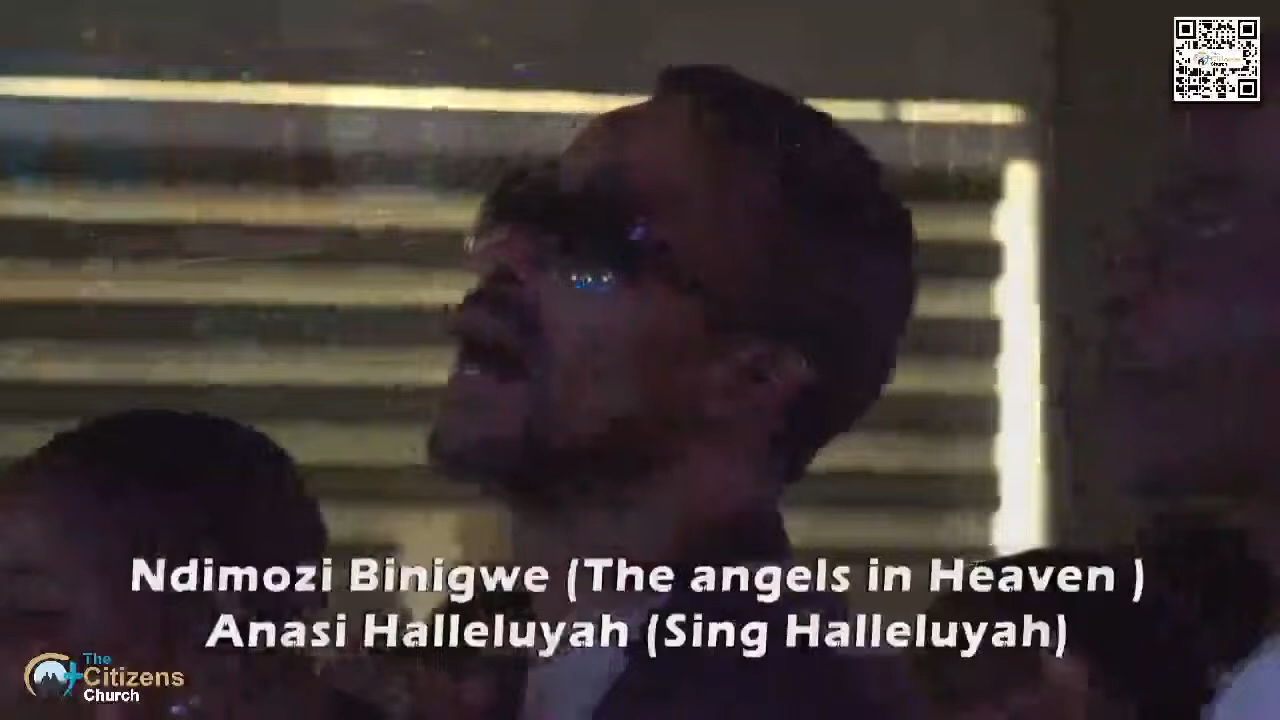 Ndimozi Binigwe (The angels in Heaven )
Anasi Halleluyah (Sing Halleluyah)
The
Citizens
Church